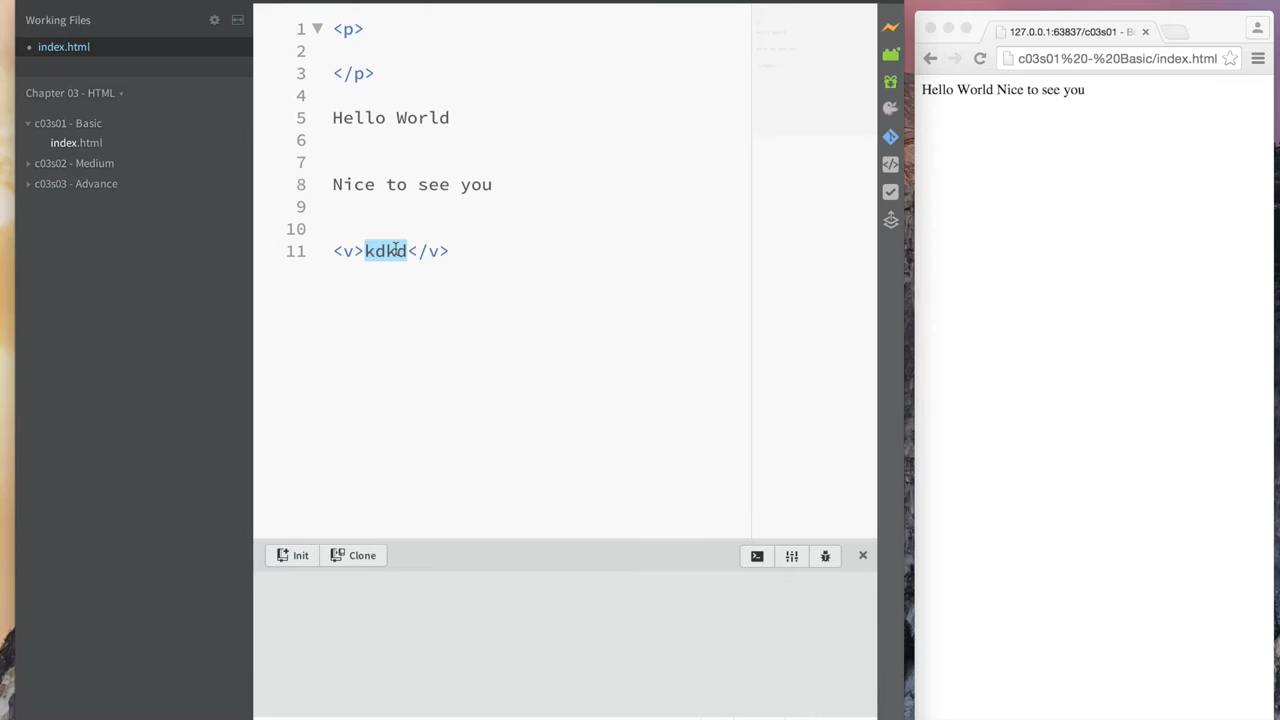 Working Files
index.html
Chapter 03 - HTML
c03s01 - Basic
index.html
c03s02 - Medium
c03s03 - Advance
1 <p>
2
3 </p>
4
5 Hello World
6
7
8 Nice to see you
9
10
11 <v>kdkd</v>
Init Clone
127.0.0.1:63837/c03s01 - B
c03s01%20-%20Basic/index.html
Hello World Nice to see you